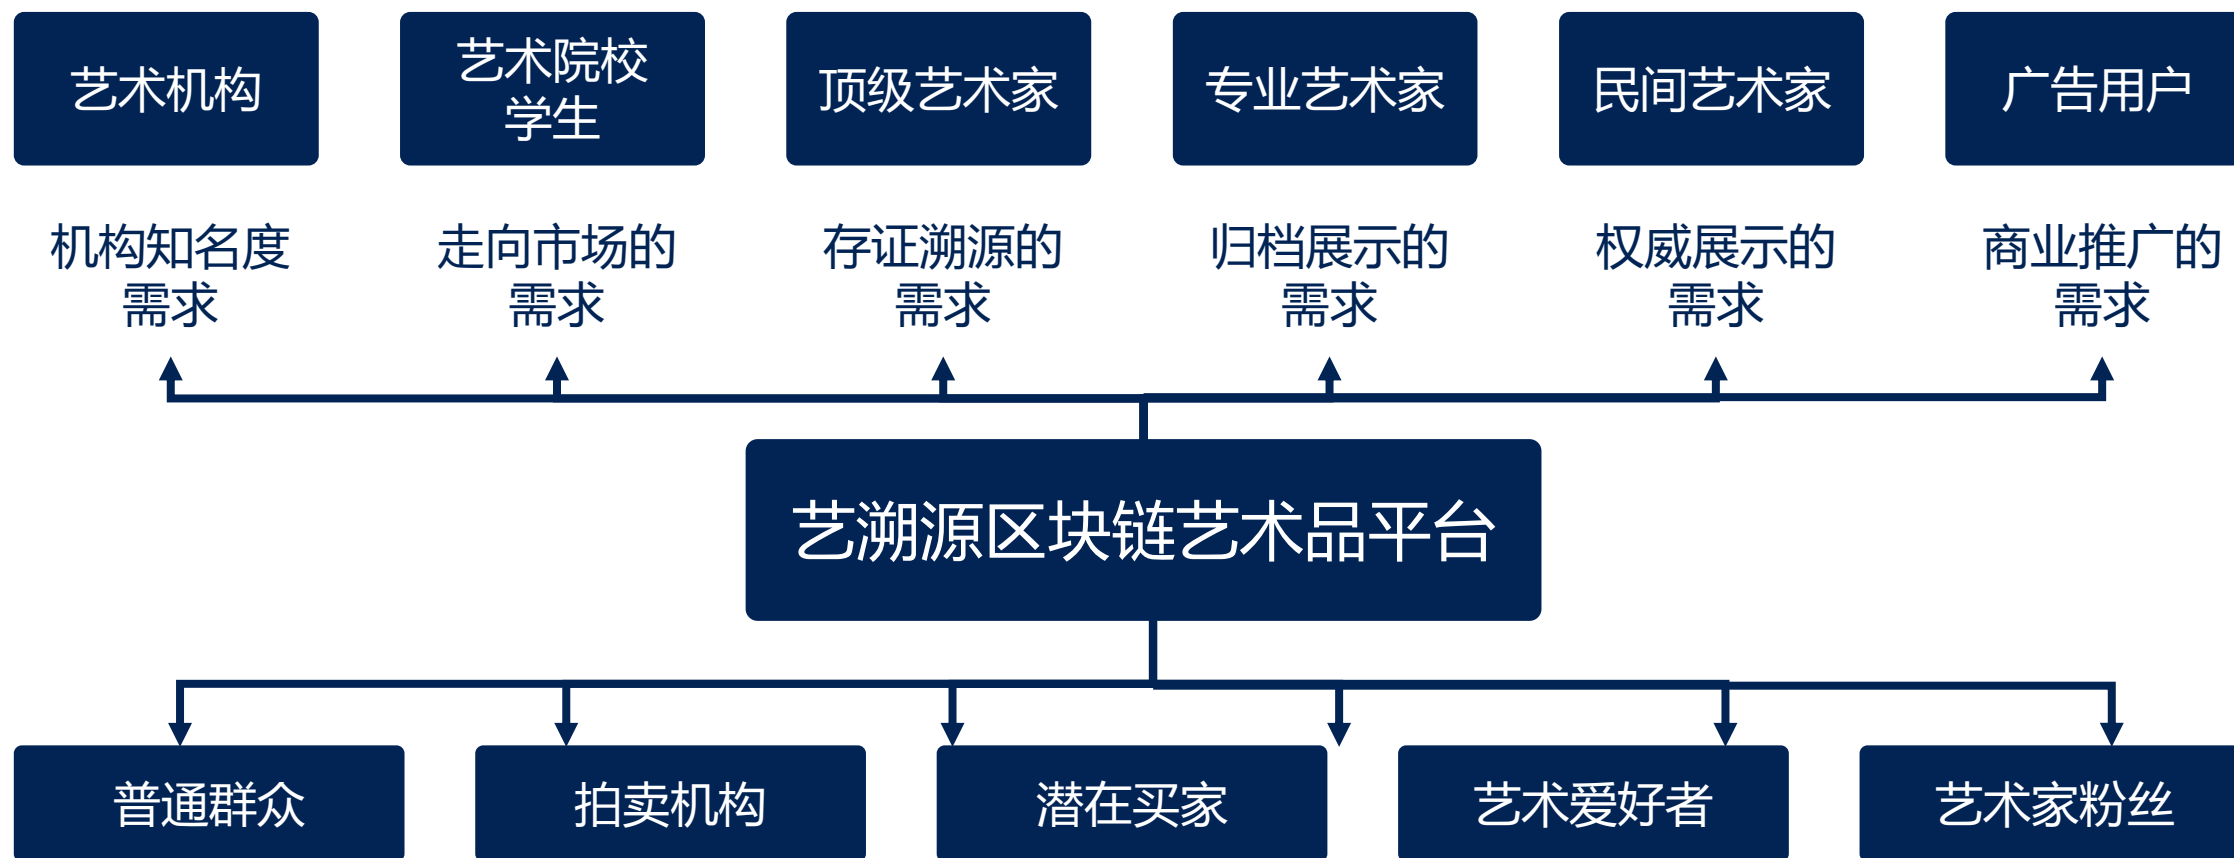 艺术机构
艺术院校
学生
顶级艺术家
专业艺术家
民间艺术家
广告用户
机构知名度
需求
走向市场的
需求
存证溯源的
需求
归档展示的
需求
权威展示的
需求
商业推广的
需求
艺溯源区块链艺术品平台
普通群众
拍卖机构
潜在买家
艺术爱好者
艺术家粉丝